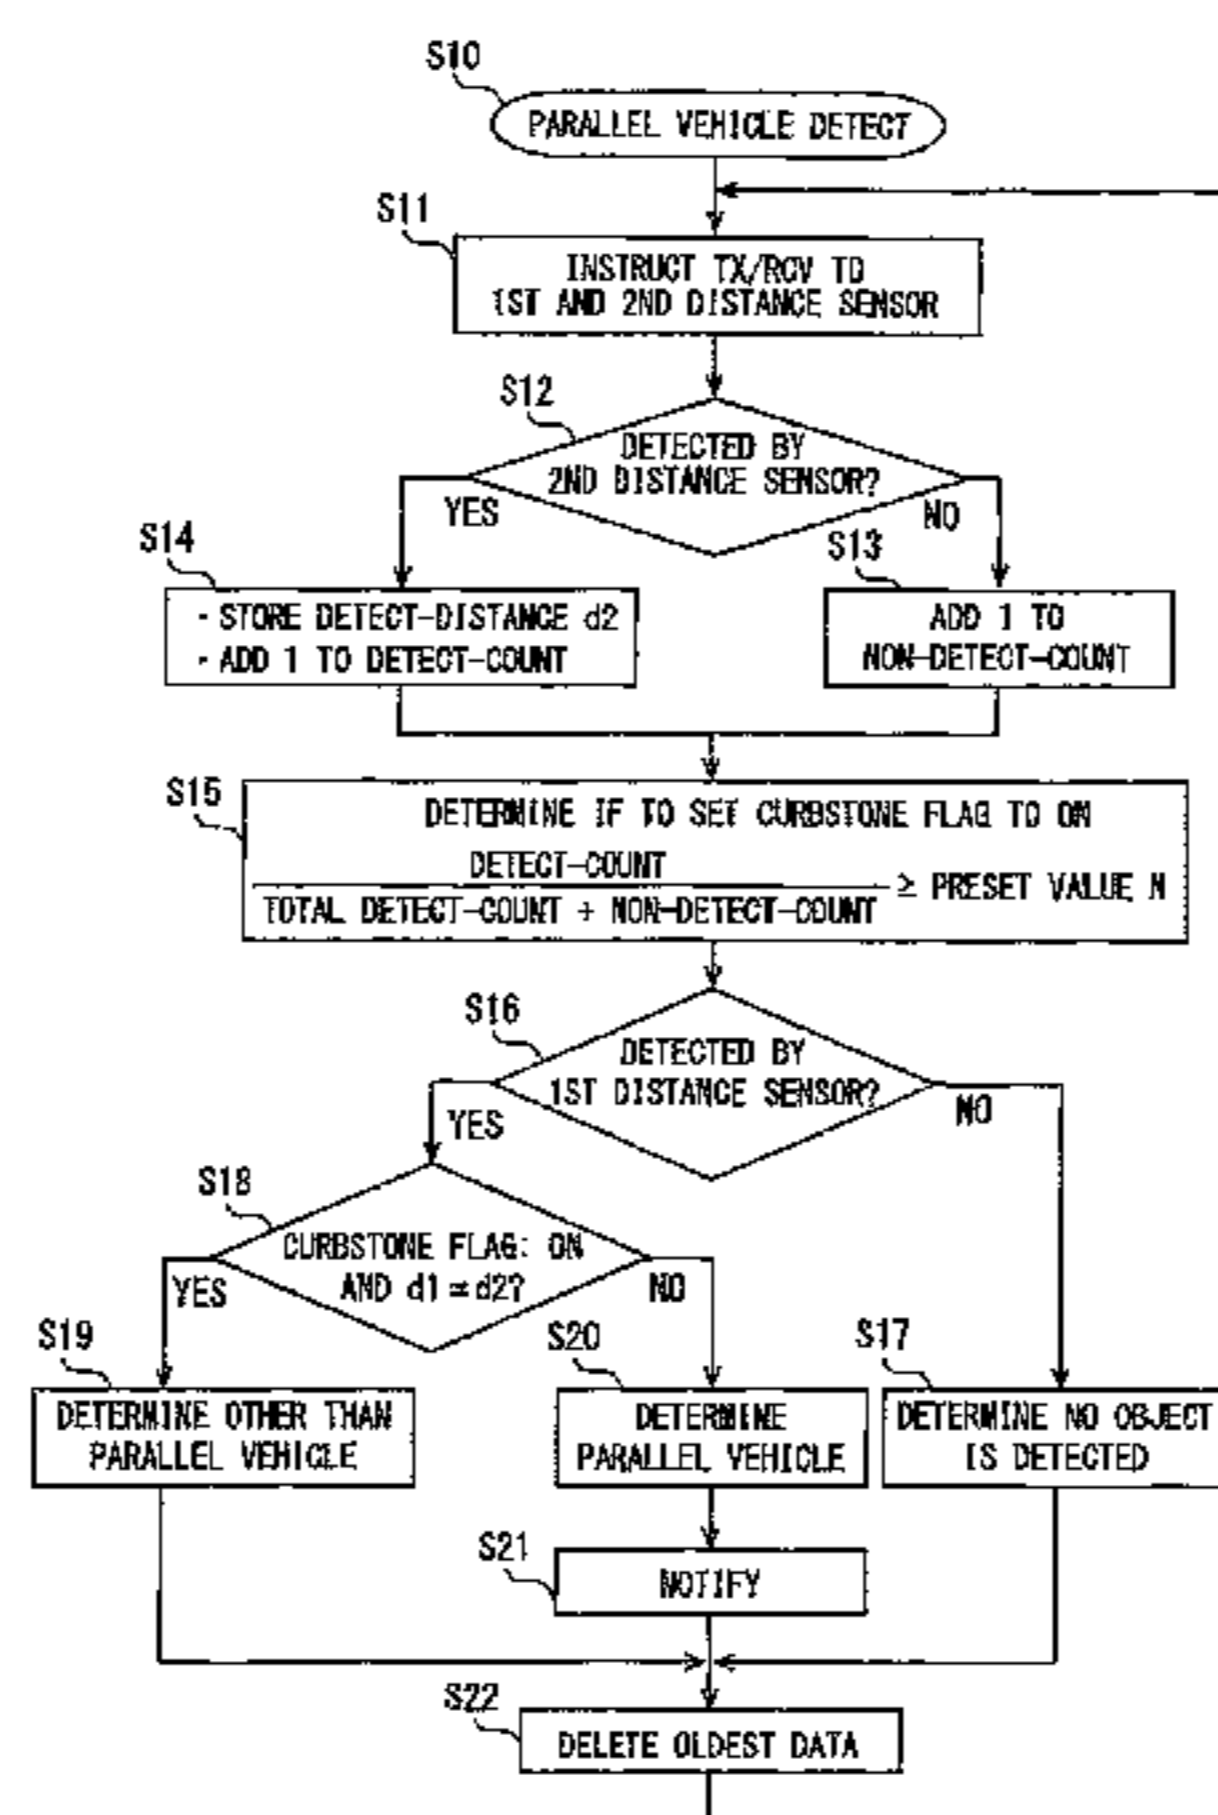 S10
PARALLEL VEHICLE DETECT
S11
INSTRUCT TX/RCV TO
1ST AND 2ND DISTANCE SENSOR
S12
DETECTED BY
2ND DISTANCE SENSOR?
YES
NO
S14
- STORE DETECT-DISTANCE d2
- ADD 1 TO DETECT-COUNT
S13
ADD 1 TO
NON-DETECT-COUNT
S15
DETERMINE IF TO SET CURBSTONE FLAG TO ON
DETECT-COUNT
TOTAL DETECT-COUNT + NON-DETECT-COUNT
≥ PRESET VALUE N
S16
DETECTED BY
1ST DISTANCE SENSOR?
YES
NO
S18
CURBSTONE FLAG: ON
AND d1≃d2?
YES
NO
S19
DETERMINE OTHER THAN
PARALLEL VEHICLE
S20
DETERMINE
PARALLEL VEHICLE
S17
DETERMINE NO OBJECT
IS DETECTED
S21
NOTIFY
S22
DELETE OLDEST DATA